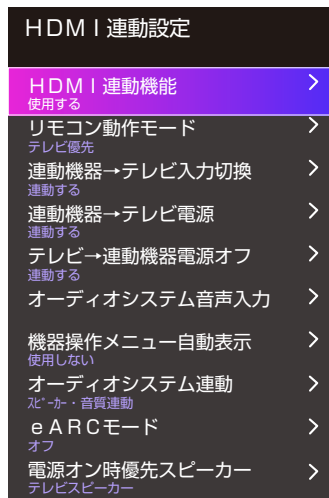 ＨＤＭＩ連動設定
ＨＤＭＩ連動機能
使用する
リモコン動作モード
テレビ優先
連動機器→テレビ入力切換
連動する
連動機器→テレビ電源
連動する
テレビ→連動機器電源オフ
連動する
オーディオシステム音声入力
機器操作メニュー自動表示
使用しない
オーディオシステム連動
ｽﾋﾟｰｶｰ・音質連動
ｅＡＲＣモード
オフ
電源オン時優先スピーカー
テレビスピーカー